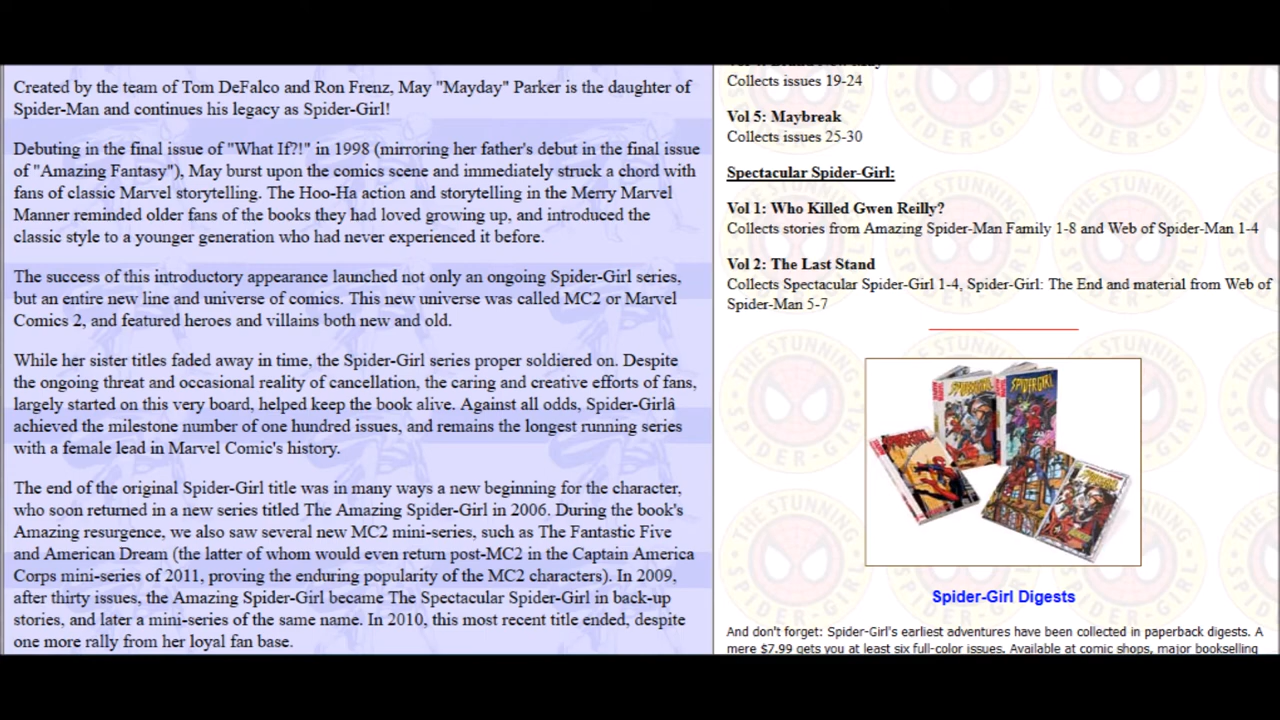 Created by the team of Tom DeFalco and Ron Frenz, May "Mayday" Parker is the daughter of
Spider-Man and continues his legacy as Spider-Girl!
Debuting in the final issue of "What If?!" in 1998 (mirroring her father's debut in the final issue
of "Amazing Fantasy"), May burst upon the comics scene and immediately struck a chord with
fans of classic Marvel storytelling. The Hoo-Ha action and storytelling in the Merry Marvel
Manner reminded older fans of the books they had loved growing up, and introduced the
classic style to a younger generation who had never experienced it before.
The success of this introductory appearance launched not only an ongoing Spider-Girl series,
but an entire new line and universe of comics. This new universe was called MC2 or Marvel
Comics 2, and featured heroes and villains both new and old.
While her sister titles faded away in time, the Spider-Girl series proper soldiered on. Despite
the ongoing threat and occasional reality of cancellation, the caring and creative efforts of fans,
largely started on this very board, helped keep the book alive. Against all odds, Spider-Girlâ
achieved the milestone number of one hundred issues, and remains the longest running series
with a female lead in Marvel Comic's history.
The end of the original Spider-Girl title was in many ways a new beginning for the character,
who soon returned in a new series titled The Amazing Spider-Girl in 2006. During the book's
Amazing resurgence, we also saw several new MC2 mini-series, such as The Fantastic Five
and American Dream (the latter of whom would even return post-MC2 in the Captain America
Corps mini-series of 2011, proving the enduring popularity of the MC2 characters). In 2009,
after thirty issues, the Amazing Spider-Girl became The Spectacular Spider-Girl in back-up
stories, and later a mini-series of the same name. In 2010, this most recent title ended, despite
one more rally from her loyal fan base.
Collects issues 19-24
Vol 5: Maybreak
Collects issues 25-30
Spectacular Spider-Girl:
Vol 1: Who Killed Gwen Reilly?
Collects stories from Amazing Spider-Man Family 1-8 and Web of Spider-Man 1-4
Vol 2: The Last Stand
Collects Spectacular Spider-Girl 1-4, Spider-Girl: The End and material from Web of
Spider-Man 5-7
Spider-Girl Digests
And don't forget: Spider-Girl's earliest adventures have been collected in paperback digests. A
mere $7.99 gets you at least six full-color issues. Available at comic shops, major bookselling
THE STUNNING
SPIDER-GIRL